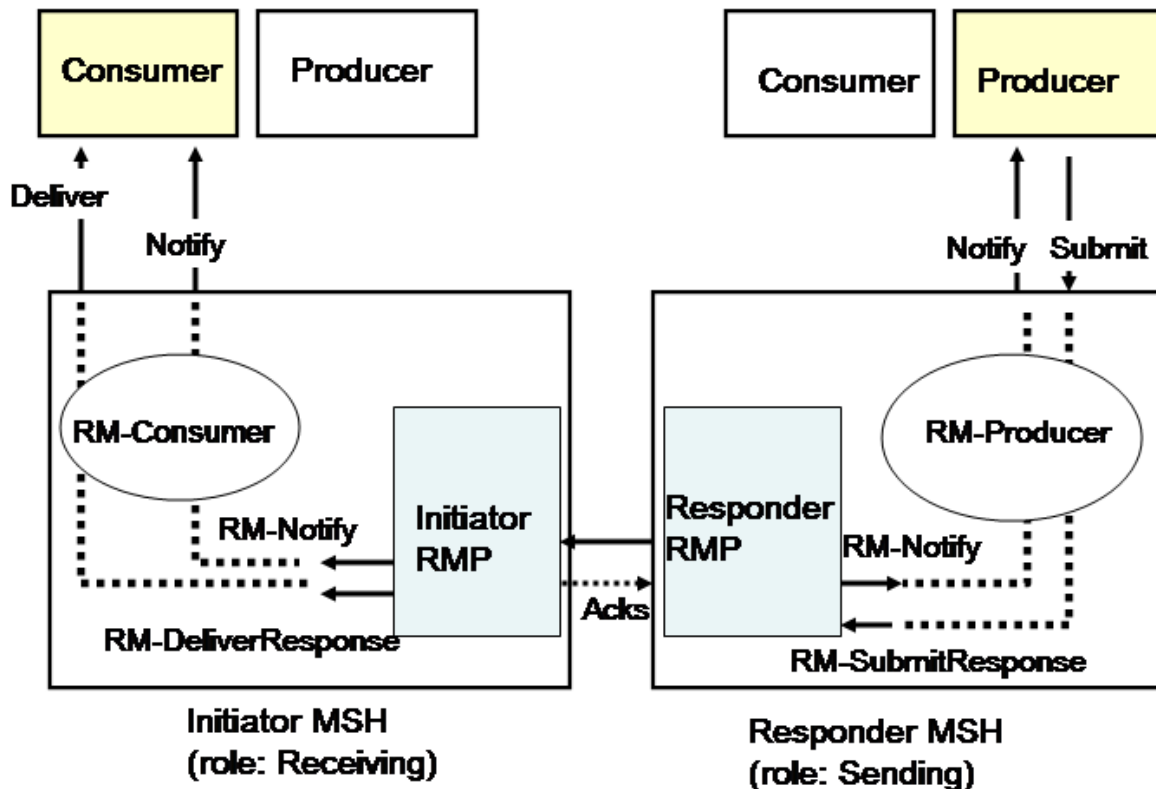 Consumer
Producer
Consumer
Producer
Deliver
Notify
Notify
Submit
RM-Consumer
RM-Producer
Initiator
RMP
Responder
RMP
RM-Notify
RM-Notify
Acks
RM-DeliverResponse
RM-SubmitResponse
Initiator MSH
(role: Receiving)
Responder MSH
(role: Sending)